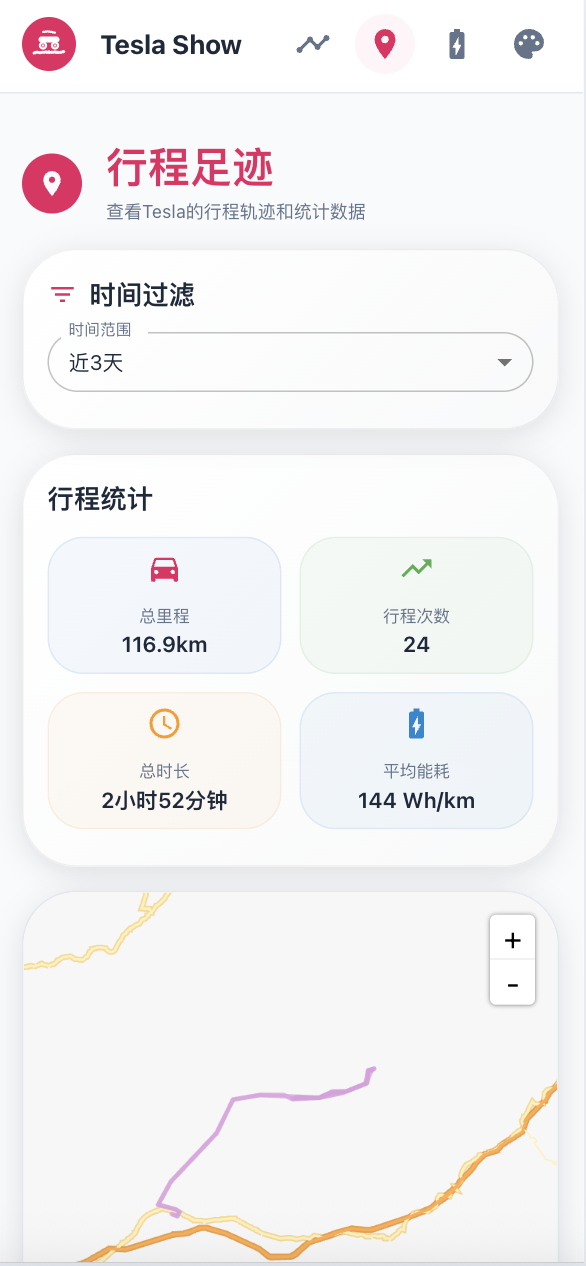 Tesla Show
行程足迹
查看Tesla的行程轨迹和统计数据
时间过滤
时间范围
近3天
行程统计
总里程
116.9km
行程次数
24
总时长
2小时52分钟
平均能耗
144 Wh/km
+
-